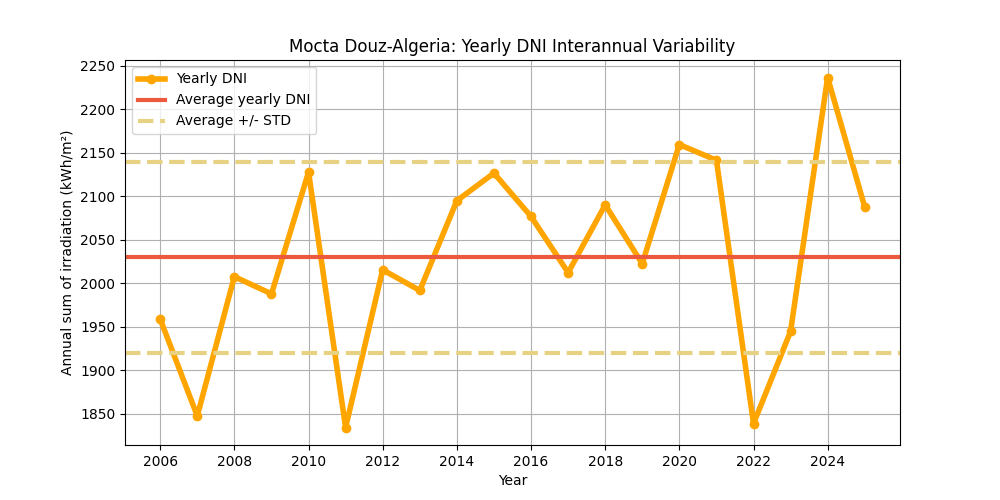 Mocta Douz-Algeria: Yearly DNI Interannual Variability
Yearly DNI
Average yearly DNI
Average +/- STD
Annual sum of irradiation (kWh/m²)
2250
2200
2150
2100
2050
2000
1950
1900
1850
2006 2008 2010 2012 2014 2016 2018 2020 2022 2024
Year